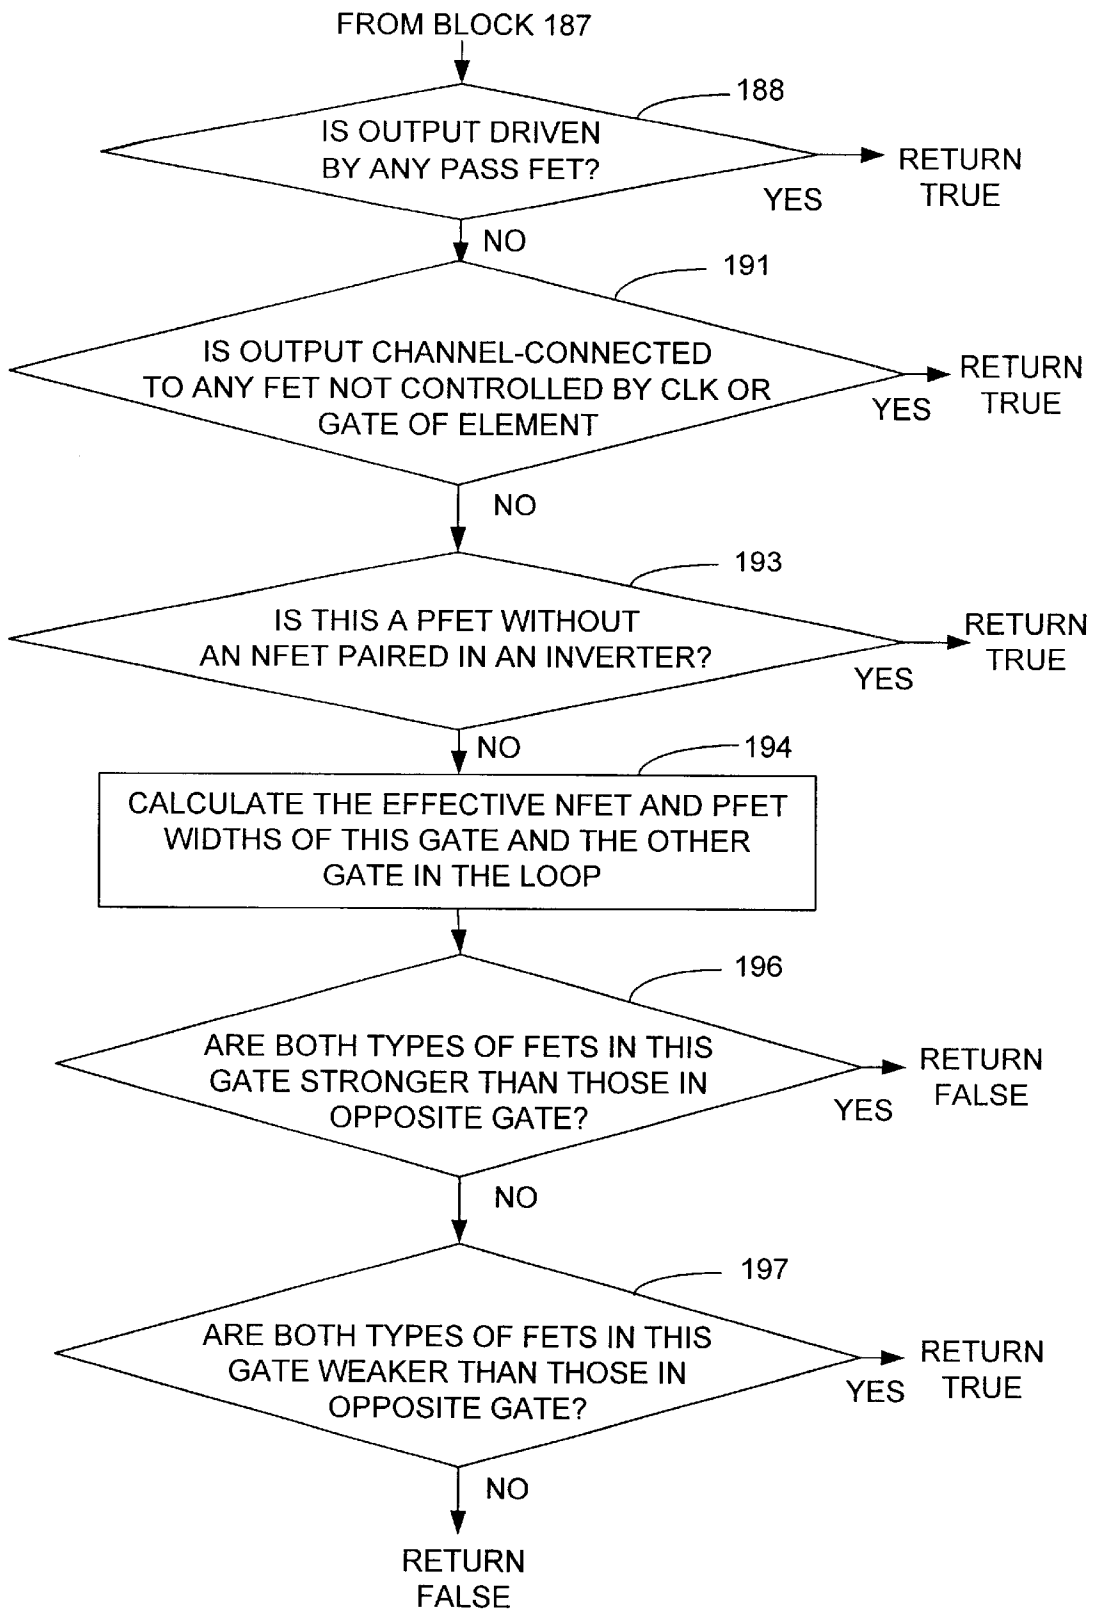 FROM BLOCK 187
188
IS OUTPUT DRIVEN
BY ANY PASS FET?
RETURN
TRUE
YES
NO
191
IS OUTPUT CHANNEL-CONNECTED
TO ANY FET NOT CONTROLLED BY CLK OR
GATE OF ELEMENT
RETURN
TRUE
YES
NO
193
IS THIS A PFET WITHOUT
AN NFET PAIRED IN AN INVERTER?
RETURN
TRUE
YES
NO
194
CALCULATE THE EFFECTIVE NFET AND PFET
WIDTHS OF THIS GATE AND THE OTHER
GATE IN THE LOOP
196
ARE BOTH TYPES OF FETS IN THIS
GATE STRONGER THAN THOSE IN
OPPOSITE GATE?
RETURN
FALSE
YES
NO
197
ARE BOTH TYPES OF FETS IN THIS
GATE WEAKER THAN THOSE IN
OPPOSITE GATE?
RETURN
TRUE
YES
NO
RETURN
FALSE